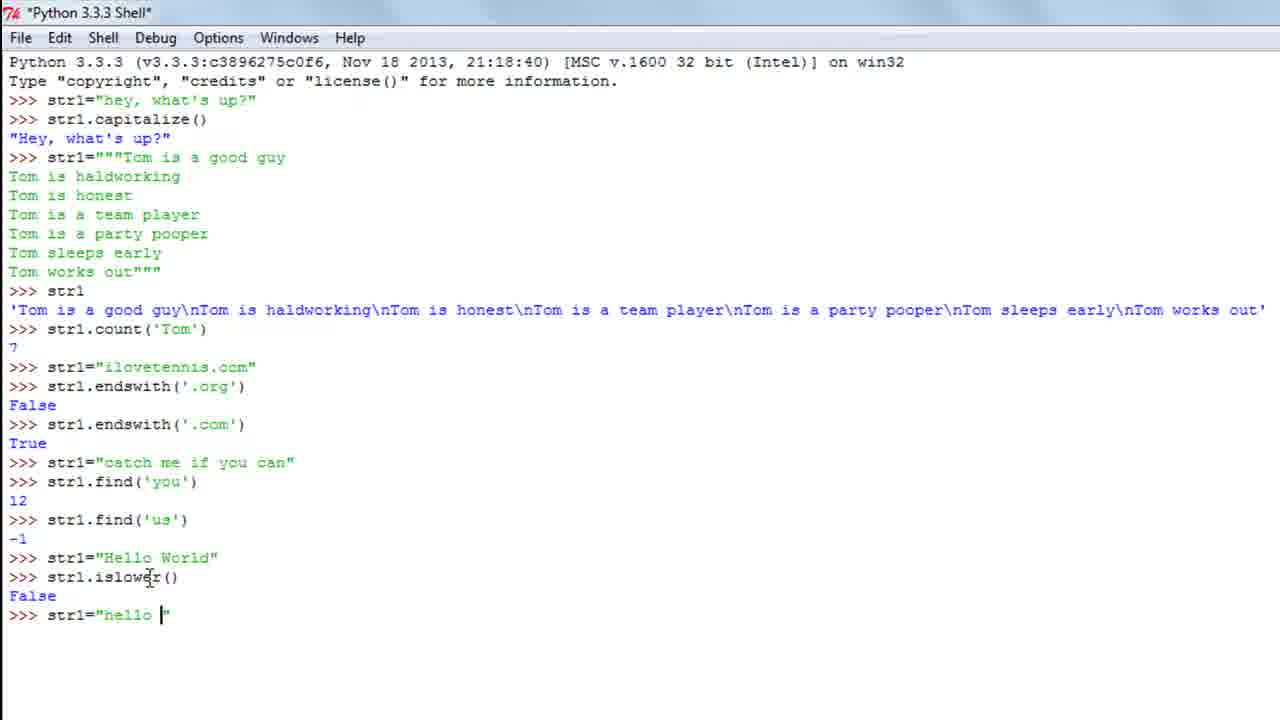 *Python 3.3.3 Shell*
File Edit Shell Debug Options Windows Help
Python 3.3.3 (v3.3.3:c3896275c0f6, Nov 18 2013, 21:18:40) [MSC v.1600 32 bit (Intel)] on win32
Type "copyright", "credits" or "license()" for more information.
>>> str1="hey, what's up?"
>>> str1.capitalize()
"Hey, what's up?"
>>> str1="""Tom is a good guy
Tom is haldworking
Tom is honest
Tom is a team player
Tom is a party pooper
Tom sleeps early
Tom works out"""
>>> str1
'Tom is a good guy\nTom is haldworking\nTom is honest\nTom is a team player\nTom is a party pooper\nTom sleeps early\nTom works out'
>>> str1.count('Tom')
7
>>> str1="ilovetennis.com"
>>> str1.endswith('.org')
False
>>> str1.endswith('.com')
True
>>> str1="catch me if you can"
>>> str1.find('you')
12
>>> str1.find('us')
-1
>>> str1="Hello World"
>>> str1.islower()
False
>>> str1="hello "